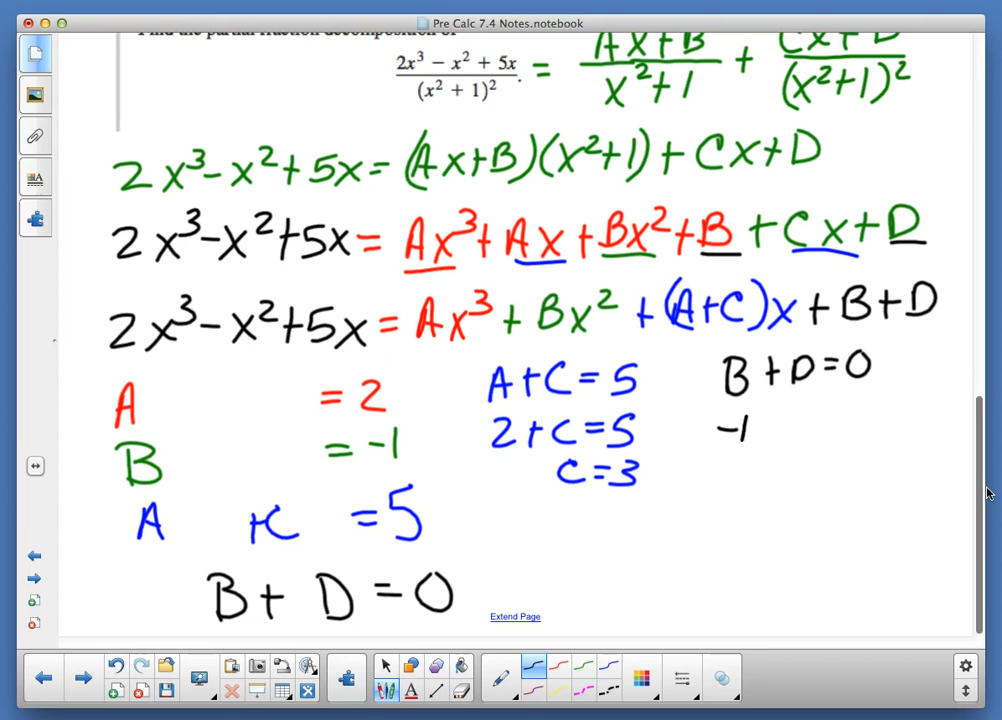 Pre Calc 7.4 Notes.notebook
2x³ − x² + 5x / (x² + 1)² = Ax+B / x²+1 + Cx+D / (x²+1)²
2x³-x²+5x = (Ax+B)(x²+1) + Cx+D
2x³-x²+5x = Ax³+Ax+Bx²+B+Cx+D
2x³-x²+5x = Ax³+Bx²+(A+C)x+B+D
A = 2
B = -1
A +C = 5
B+ D = 0
A+C=5
2+C=5
C=3
B+D=0
-1
Extend Page